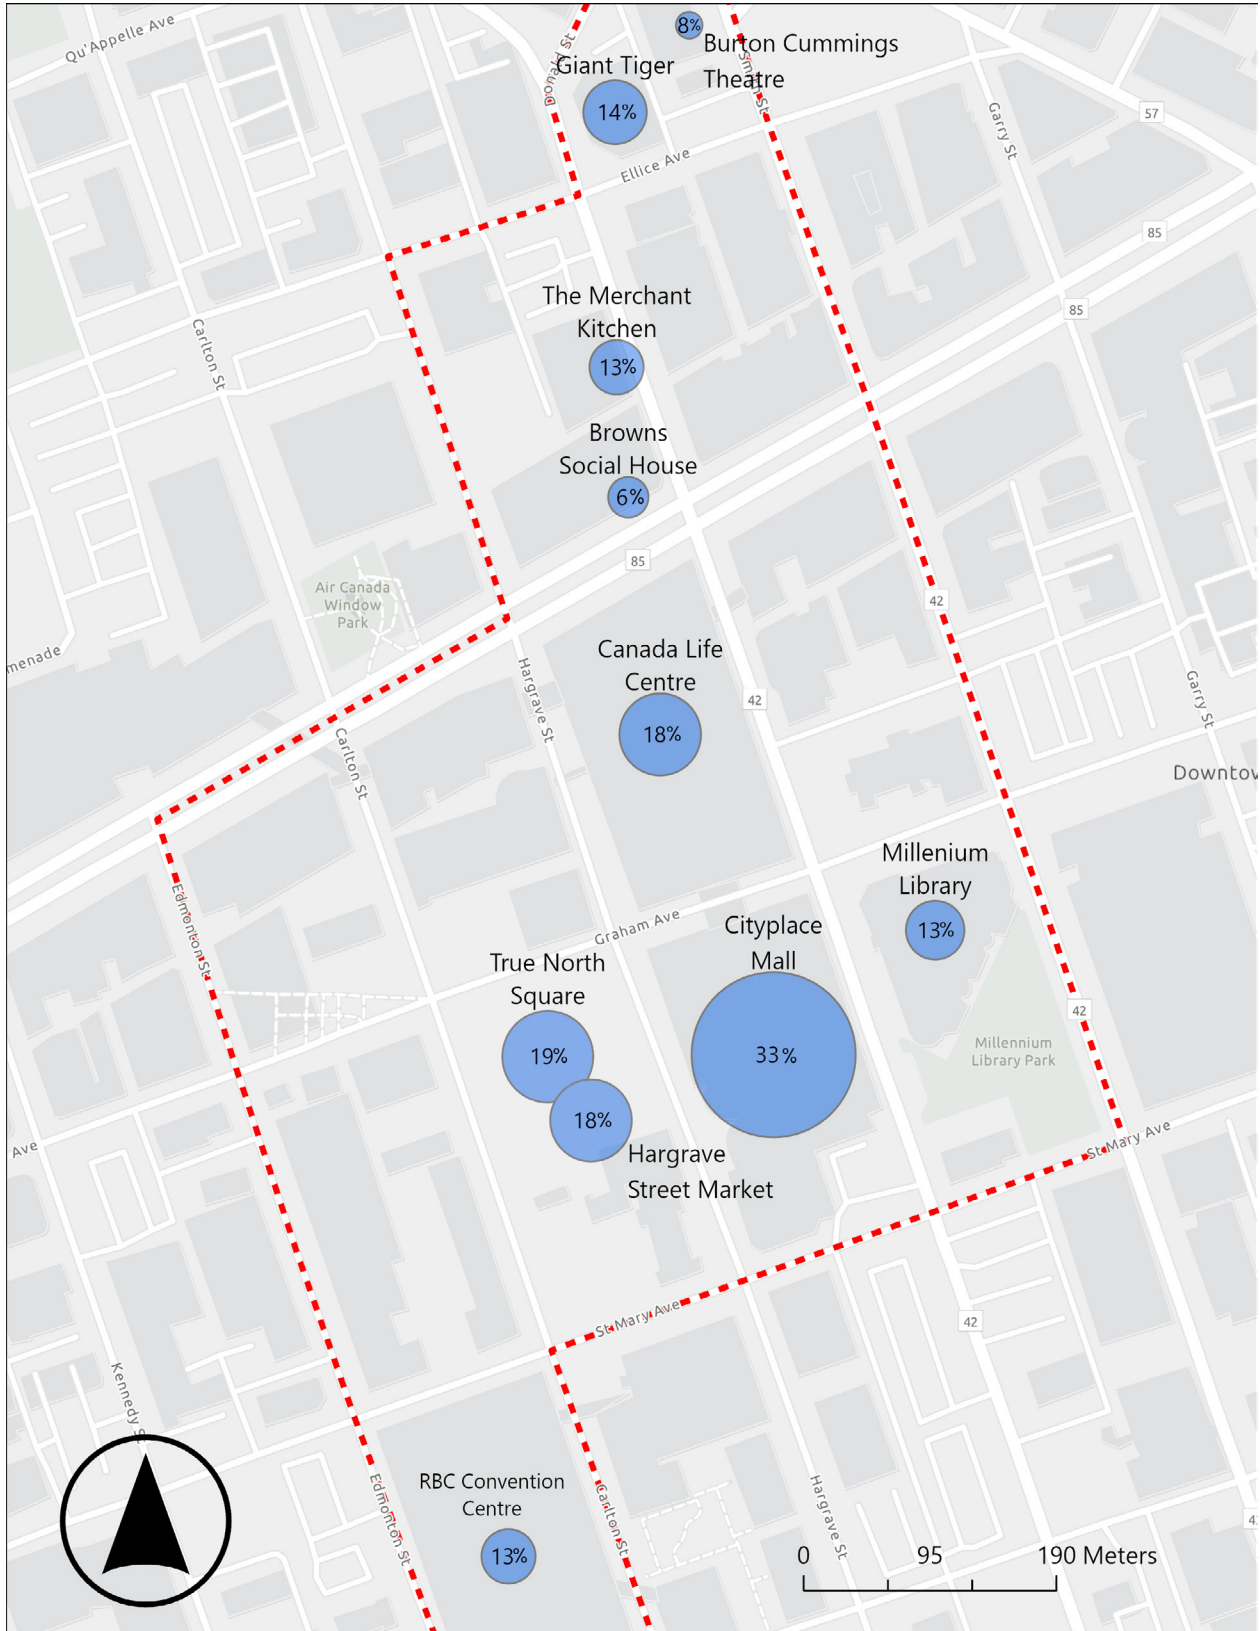 Qu'Appelle Ave
8%
Burton Cummings
Theatre
Donald St
Giant Tiger
Smith St
14%
57
Garry St
Ellice Ave
85
85
The Merchant
Kitchen
Carlton St
13%
Browns
Social House
6%
85
Air Canada
Window
Park
42
menade
Canada Life
Centre
Hargrave St
42
Garry St
18%
Carlton St
Downtow
Millenium
Library
Edmonton St
Graham Ave
Cityplace
Mall
13%
True North
Square
42
19%
33%
Millennium
Library Park
18%
Ave
St Mary Ave
Hargrave
Street Market
St Mary Ave
42
Kennedy St
RBC Convention
Centre
Edmonton St
Carlton St
Hargrave St
13%
0 95 190 Meters